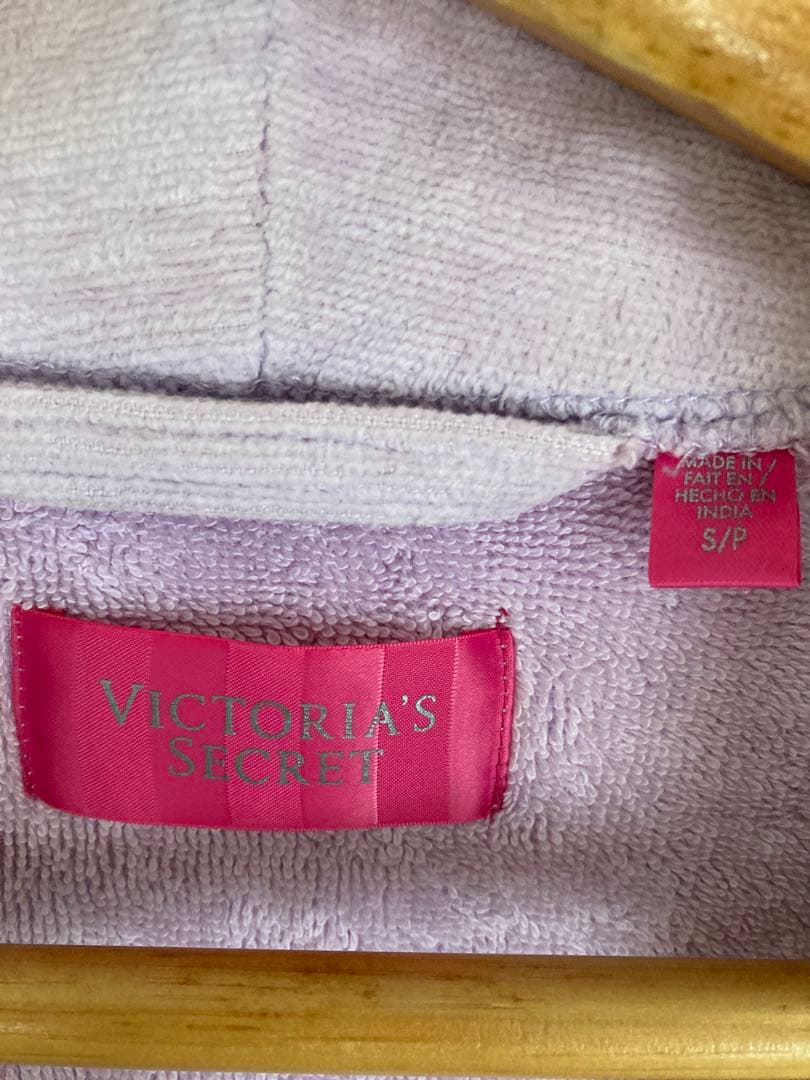 MADE IN /
FAIT EN /
HECHO EN
INDIA
S/P
VICTORIA'S
SECRET